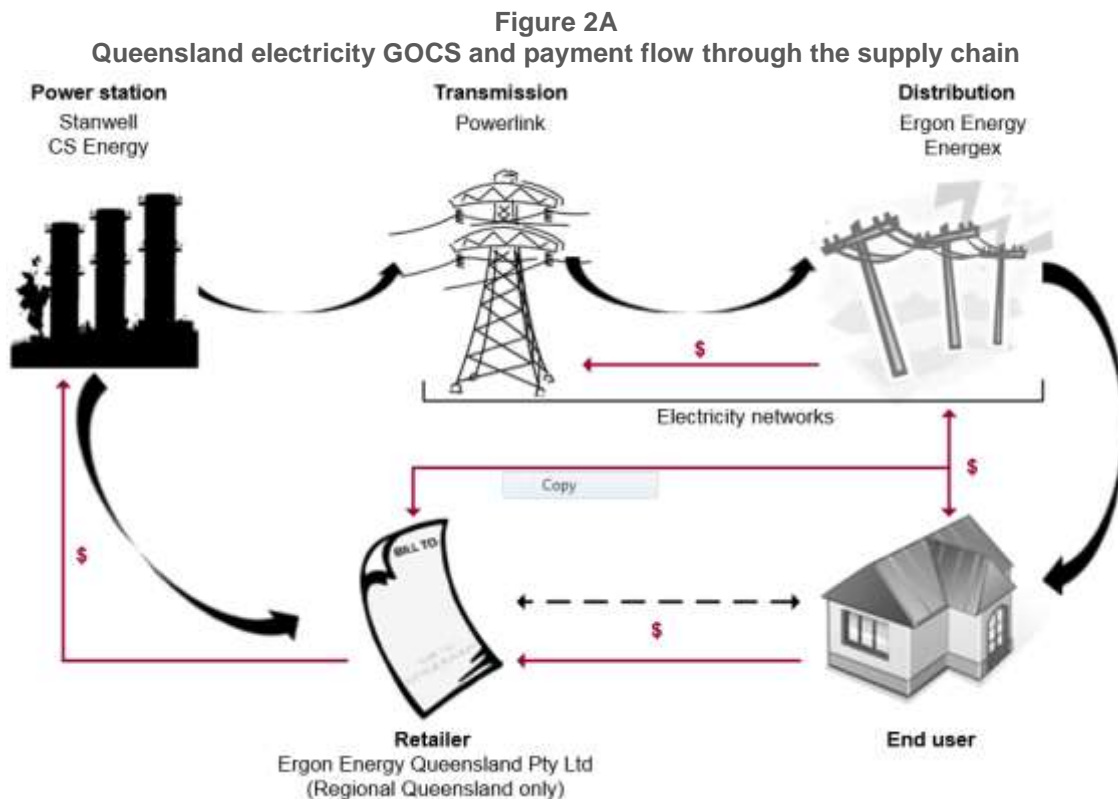 Figure 2A
Queensland electricity GOCS and payment flow through the supply chain
Power station
Stanwell
CS Energy
Transmission
Powerlink
Distribution
Ergon Energy
Energex
$
Electricity networks
$
Copy
BILL TO
$
$
Retailer
Ergon Energy Queensland Pty Ltd
(Regional Queensland only)
End user